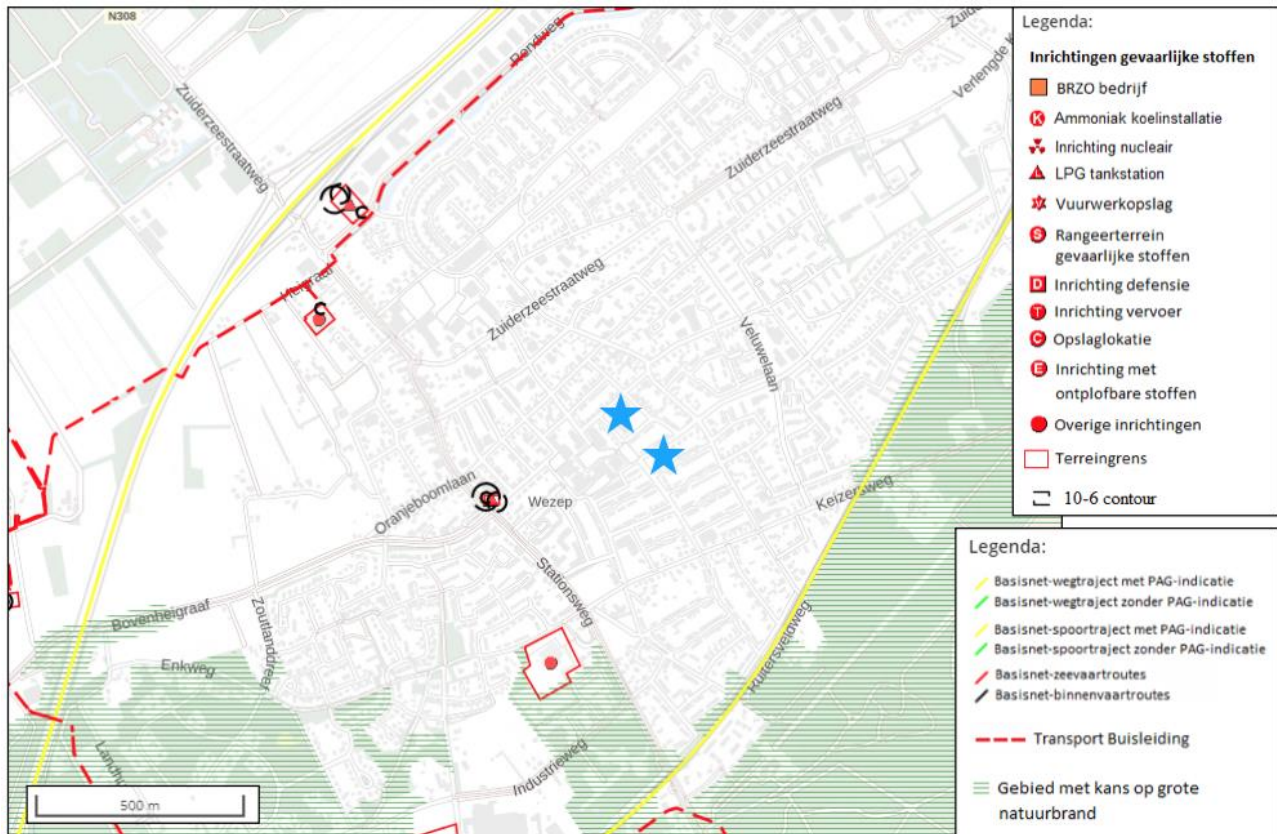 N308
Rondweg
Zuiderzeestraatweg
Zuiderzeestraatweg
Heigraaf
Zuiderzeestraatweg
Veluwelaan
Oranjeboomlaan
Wezep
Keizersweg
Stationsweg
Bovenheigraaf
Zoutlanddreef
Enkweg
Ruitersveldweg
Industrieweg
500 m
Legenda:
Inrichtingen gevaarlijke stoffen
BRZO bedrijf
K Ammoniak koelinstallatie
Inrichting nucleair
L LPG tankstation
V Vuurwerkopslag
S Rangeerterrein
gevaarlijke stoffen
D Inrichting defensie
T Inrichting vervoer
C Opslaglokatie
E Inrichting met
ontplofbare stoffen
Overige inrichtingen
Terreingrens
10-6 contour
Legenda:
Basisnet-wegtraject met PAG-indicatie
Basisnet-wegtraject zonder PAG-indicatie
Basisnet-spoortraject met PAG-indicatie
Basisnet-spoortraject zonder PAG-indicatie
Basisnet-zeevaartroutes
Basisnet-binnenvaartroutes
Transport Buisleiding
Gebied met kans op grote
natuurbrand